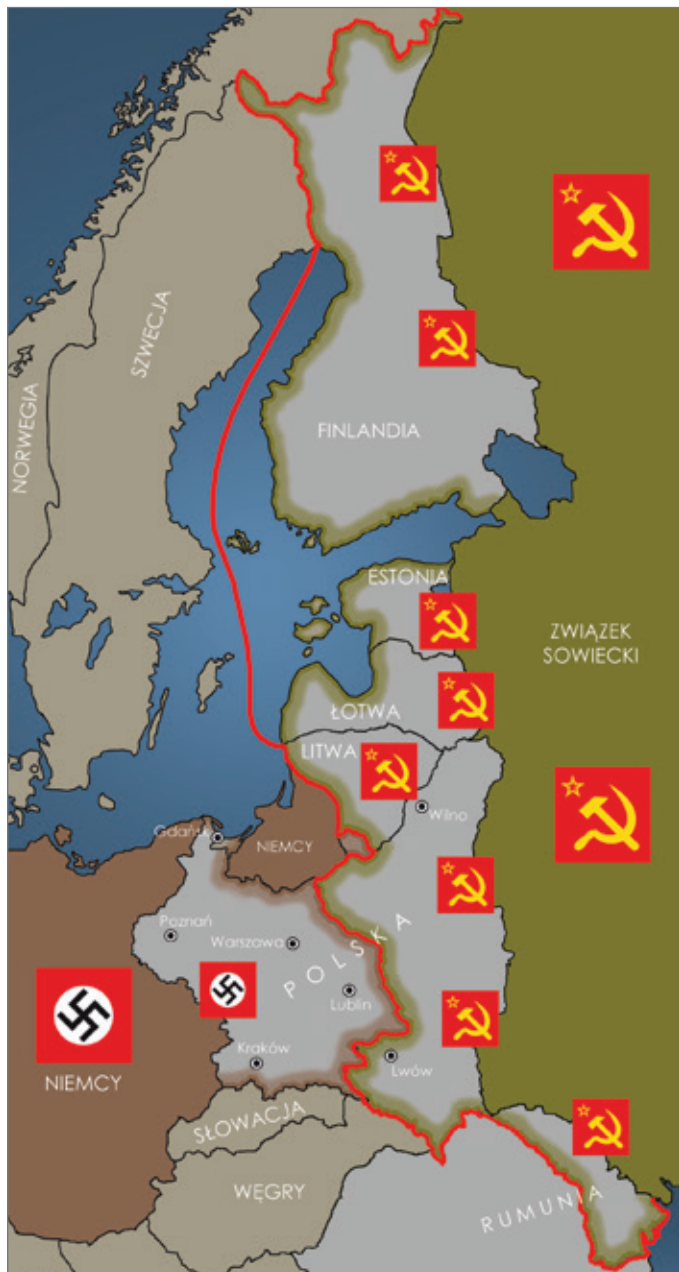 NORWEGIA
SZWECJA
FINLANDIA
ESTONIA
ZWIĄZEK
SOWIECKI
ŁOTWA
LITWA
Wilno
Gdańsk
NIEMCY
Poznań
Warszawa
POLSKA
Lublin
NIEMCY
Kraków
Lwów
SŁOWACJA
WĘGRY
RUMUNIA